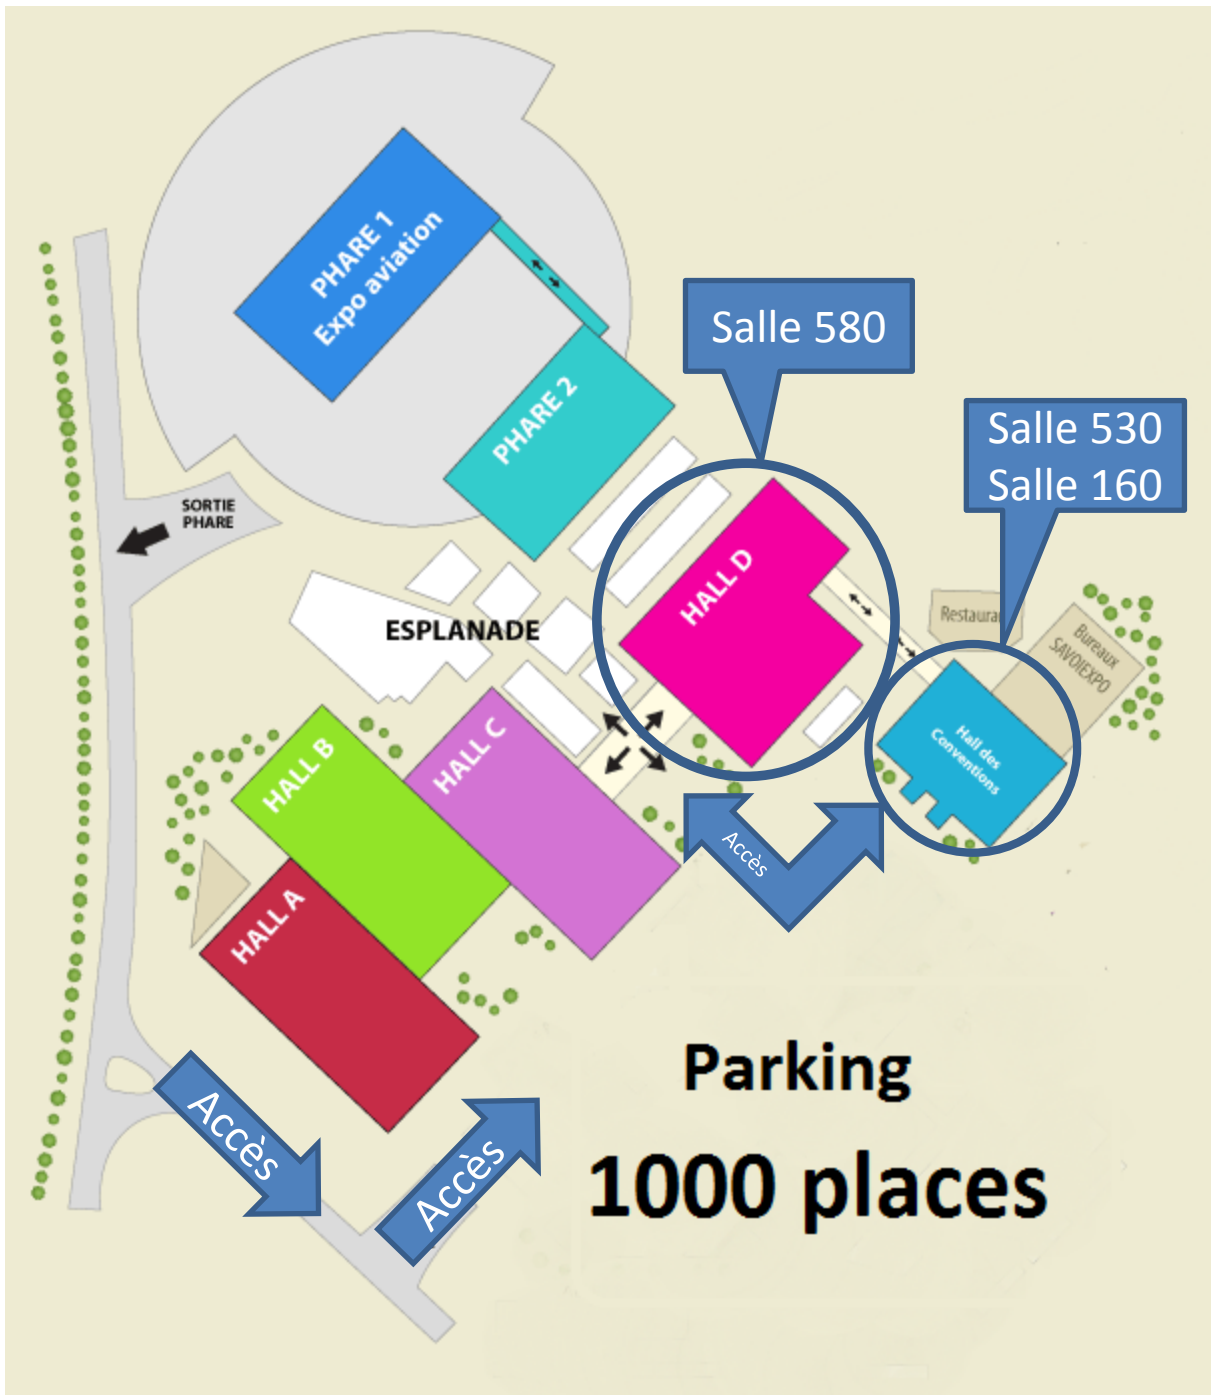 PHARE 1
Expo aviation
PHARE 2
Salle 580
Salle 530
Salle 160
SORTIE
PHARE
HALL D
ESPLANADE
Restauran
Bureaux
SAVOIEXPO
Hall des
Conventions
HALL C
HALL B
HALL A
Accès
Accès
Accès
Parking
1000 places